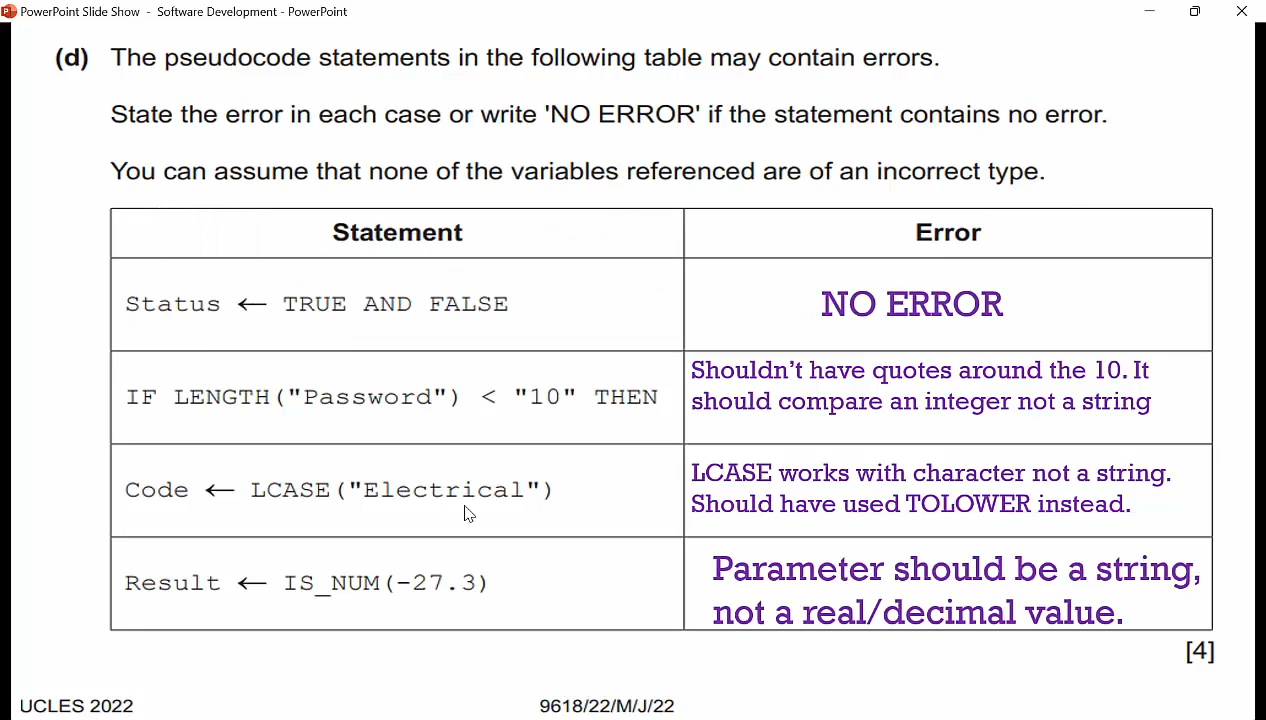 PowerPoint Slide Show - Software Development - PowerPoint
(d) The pseudocode statements in the following table may contain errors.
State the error in each case or write 'NO ERROR' if the statement contains no error.
You can assume that none of the variables referenced are of an incorrect type.
Statement Error
Status ← TRUE AND FALSE NO ERROR
IF LENGTH("Password") < "10" THEN
Shouldn't have quotes around the 10. It
should compare an integer not a string
Code ← LCASE("Electrical")
LCASE works with character not a string.
Should have used TOLOWER instead.
Result ← IS_NUM(-27.3)
Parameter should be a string,
not a real/decimal value.
[4]
UCLES 2022 9618/22/M/J/22